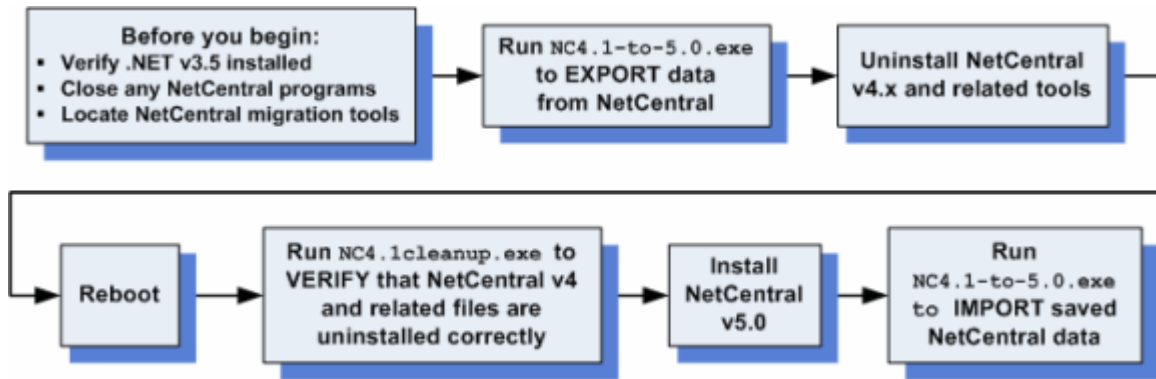 Before you begin:
▪ Verify .NET v3.5 installed
▪ Close any NetCentral programs
▪ Locate NetCentral migration tools
Run NC4.1-to-5.0.exe
to EXPORT data
from NetCentral
Uninstall NetCentral
v4.x and related tools
Reboot
Run NC4.1cleanup.exe to
VERIFY that NetCentral v4
and related files are
uninstalled correctly
Install
NetCentral
v5.0
Run
NC4.1-to-5.0.exe
to IMPORT saved
NetCentral data